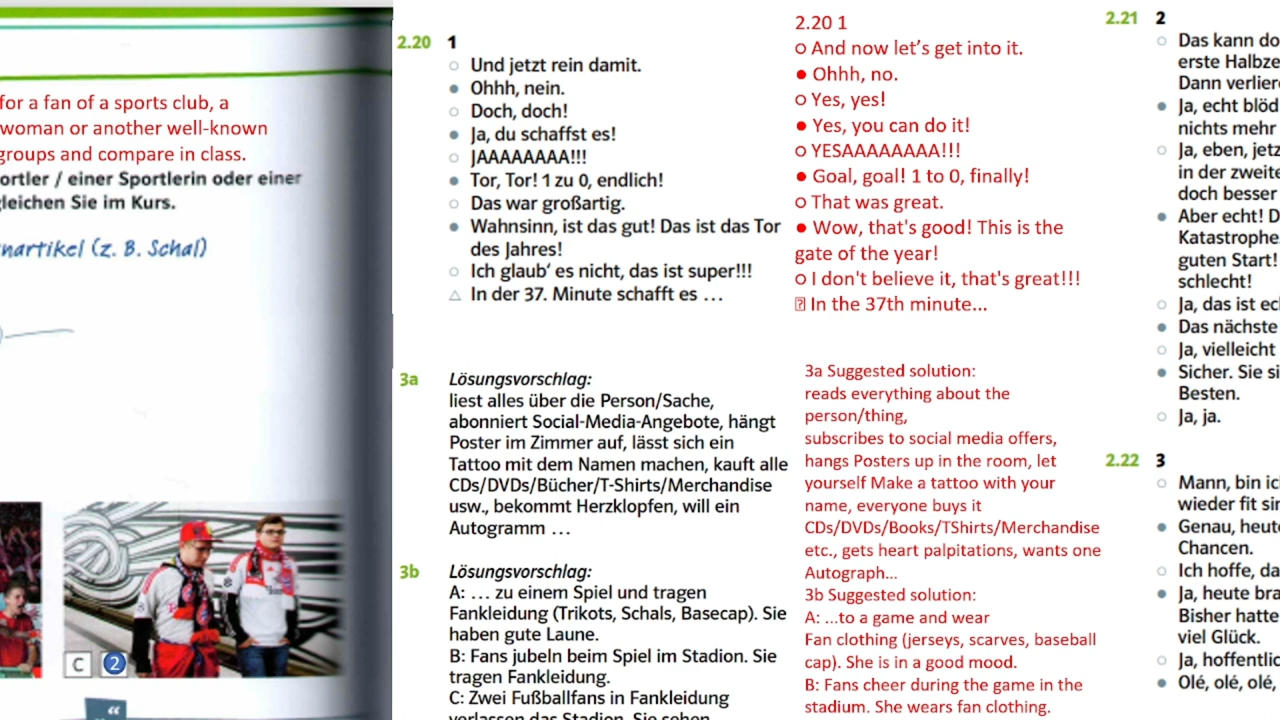 for a fan of a sports club, a
woman or another well-known
groups and compare in class.
ortler / einer Sportlerin oder einer
gleichen Sie im Kurs.
nartikel (z. B. Schal)
C 2
2.20 1
○ Und jetzt rein damit.
● Ohhh, nein.
○ Doch, doch!
● Ja, du schaffst es!
○ JAAAAAAAA!!!
● Tor, Tor! 1 zu 0, endlich!
○ Das war großartig.
● Wahnsinn, ist das gut! Das ist das Tor
des Jahres!
○ Ich glaub‘ es nicht, das ist super!!!
△ In der 37. Minute schafft es …
3a Lösungsvorschlag:
liest alles über die Person/Sache,
abonniert Social-Media-Angebote, hängt
Poster im Zimmer auf, lässt sich ein
Tattoo mit dem Namen machen, kauft alle
CDs/DVDs/Bücher/T-Shirts/Merchandise
usw., bekommt Herzklopfen, will ein
Autogramm …
3b Lösungsvorschlag:
A: … zu einem Spiel und tragen
Fankleidung (Trikots, Schals, Basecap). Sie
haben gute Laune.
B: Fans jubeln beim Spiel im Stadion. Sie
tragen Fankleidung.
C: Zwei Fußballfans in Fankleidung
verlassen das Stadion. Sie sehen
2.20 1
○ And now let’s get into it.
● Ohhh, no.
○ Yes, yes!
● Yes, you can do it!
○ YESAAAAAAAA!!!
● Goal, goal! 1 to 0, finally!
○ That was great.
● Wow, that's good! This is the
gate of the year!
○ I don't believe it, that's great!!!
In the 37th minute...
3a Suggested solution:
reads everything about the
person/thing,
subscribes to social media offers,
hangs Posters up in the room, let
yourself Make a tattoo with your
name, everyone buys it
CDs/DVDs/Books/TShirts/Merchandise
etc., gets heart palpitations, wants one
Autograph...
3b Suggested solution:
A: ...to a game and wear
Fan clothing (jerseys, scarves, baseball
cap). She is in a good mood.
B: Fans cheer during the game in the
stadium. She wears fan clothing.
2.21 2
○ Das kann do
erste Halbze
Dann verliere
● Ja, echt blöd
nichts mehr
○ Ja, eben, jetz
in der zweite
doch besser
● Aber echt! D
Katastrophe.
guten Start!
schlecht!
○ Ja, das ist ec
● Das nächste
○ Ja, vielleicht
● Sicher. Sie si
Besten.
○ Ja, ja.
2.22 3
○ Mann, bin ic
wieder fit sin
● Genau, heute
Chancen.
○ Ich hoffe, da
● Ja, heute bra
Bisher hatte
viel Glück.
○ Ja, hoffentlic
● Olé, olé, olé,